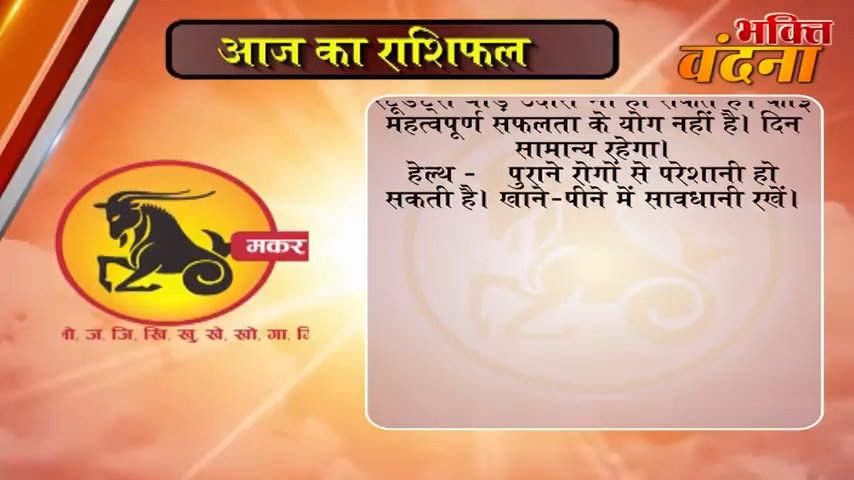 आज का राशिफल
भक्ति
वंदना
महत्वपूर्ण सफलता के योग नहीं है। दिन
सामान्य रहेगा।
हेल्थ - पुराने रोगों से परेशानी हो
सकती है। खाने-पीने में सावधानी रखें।
मकर
ज, जि, खि, खु, खे, खो, गा,